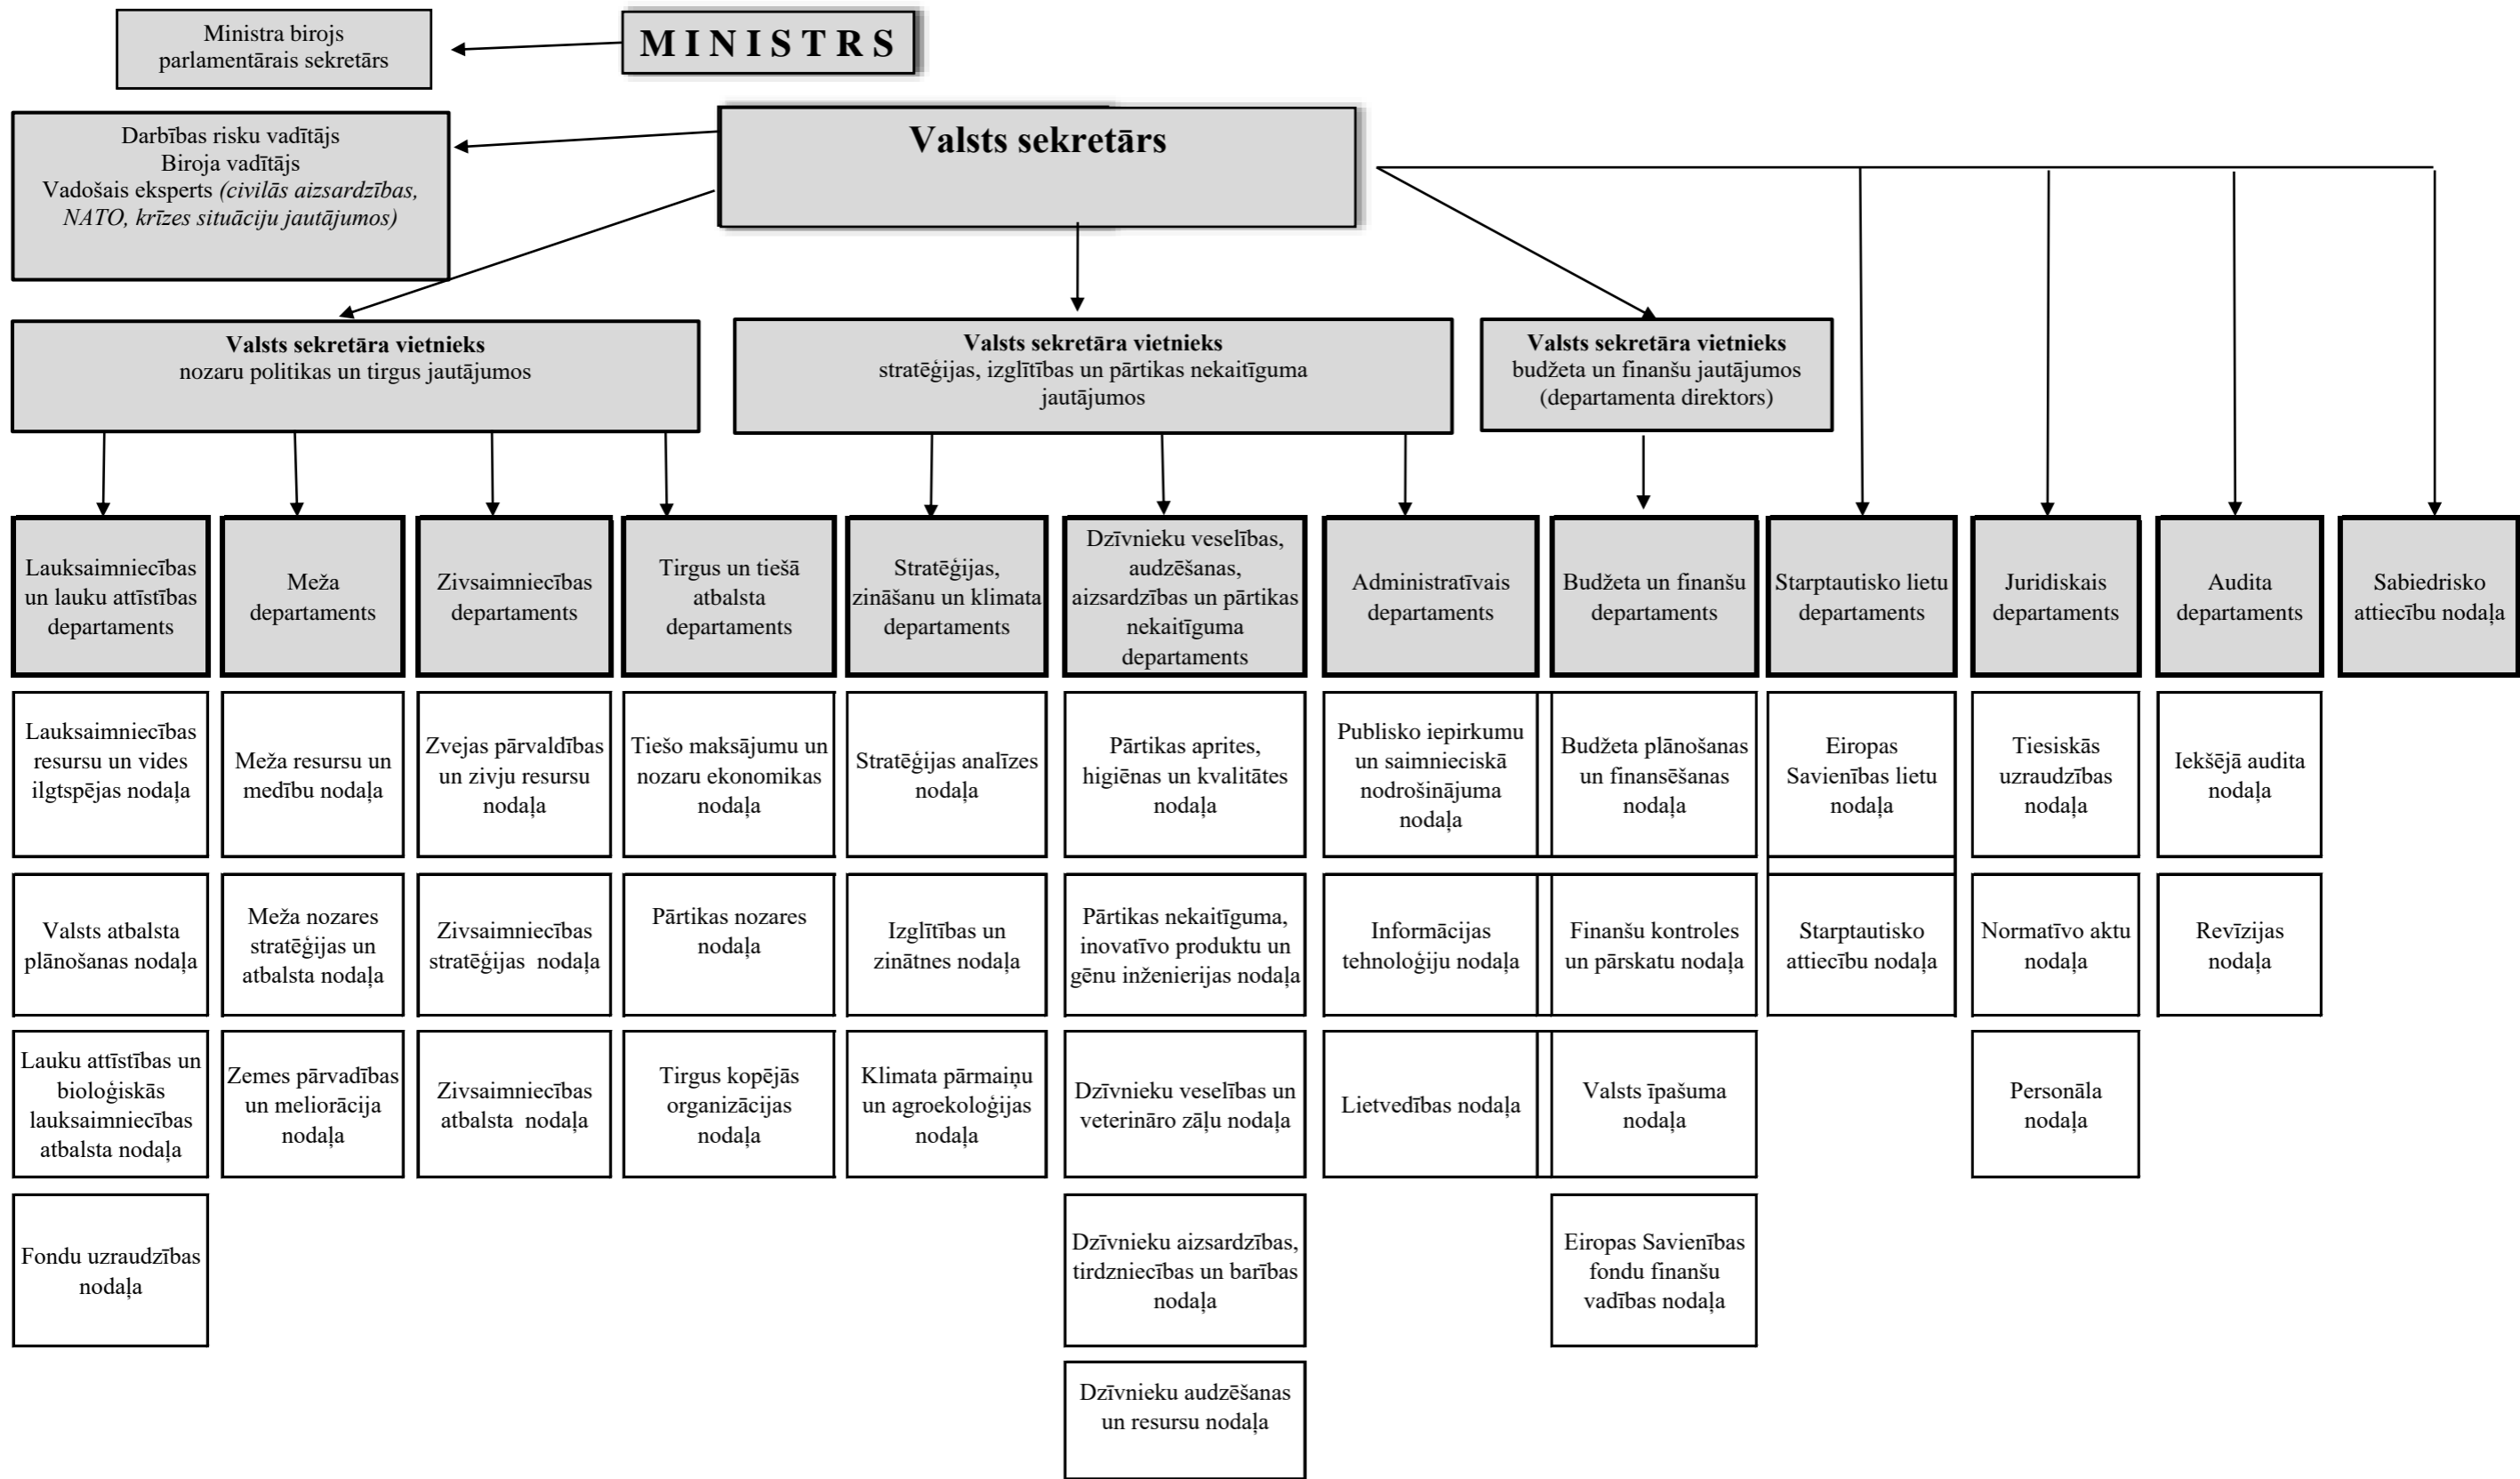 Ministra birojs
parlamentārais sekretārs
M I N I S T R S
Darbības risku vadītājs
Biroja vadītājs
Vadošais eksperts (civilās aizsardzības,
NATO, krīzes situāciju jautājumos)
Valsts sekretārs
Valsts sekretāra vietnieks
nozaru politikas un tirgus jautājumos
Valsts sekretāra vietnieks
stratēģijas, izglītības un pārtikas nekaitīguma
jautājumos
Valsts sekretāra vietnieks
budžeta un finanšu jautājumos
(departamenta direktors)
Lauksaimniecības
un lauku attīstības
departaments
Meža
departaments
Zivsaimniecības
departaments
Tirgus un tiešā
atbalsta
departaments
Stratēģijas,
zināšanu un klimata
departaments
Dzīvnieku veselības,
audzēšanas,
aizsardzības un pārtikas
nekaitīguma
departaments
Administratīvais
departaments
Budžeta un finanšu
departaments
Starptautisko lietu
departaments
Juridiskais
departaments
Audita
departaments
Sabiedrisko
attiecību nodaļa
Lauksaimniecības
resursu un vides
ilgtspējas nodaļa
Meža resursu un
medību nodaļa
Zvejas pārvaldības
un zivju resursu
nodaļa
Tiešo maksājumu un
nozaru ekonomikas
nodaļa
Stratēģijas analīzes
nodaļa
Pārtikas aprites,
higiēnas un kvalitātes
nodaļa
Publisko iepirkumu
un saimnieciskā
nodrošinājuma
nodaļa
Budžeta plānošanas
un finansēšanas
nodaļa
Eiropas
Savienības lietu
nodaļa
Tiesiskās
uzraudzības
nodaļa
Iekšējā audita
nodaļa
Valsts atbalsta
plānošanas nodaļa
Meža nozares
stratēģijas un
atbalsta nodaļa
Zivsaimniecības
stratēģijas nodaļa
Pārtikas nozares
nodaļa
Izglītības un
zinātnes nodaļa
Pārtikas nekaitīguma,
inovatīvo produktu un
gēnu inženierijas nodaļa
Informācijas
tehnoloģiju nodaļa
Finanšu kontroles
un pārskatu nodaļa
Starptautisko
attiecību nodaļa
Normatīvo aktu
nodaļa
Revīzijas
nodaļa
Lauku attīstības un
bioloģiskās
lauksaimniecības
atbalsta nodaļa
Zemes pārvadības
un meliorācija
nodaļa
Zivsaimniecības
atbalsta nodaļa
Tirgus kopējās
organizācijas
nodaļa
Klimata pārmaiņu
un agroekoloģijas
nodaļa
Dzīvnieku veselības un
veterināro zāļu nodaļa
Lietvedības nodaļa
Valsts īpašuma
nodaļa
Personāla
nodaļa
Fondu uzraudzības
nodaļa
Dzīvnieku aizsardzības,
tirdzniecības un barības
nodaļa
Eiropas Savienības
fondu finanšu
vadības nodaļa
Dzīvnieku audzēšanas
un resursu nodaļa